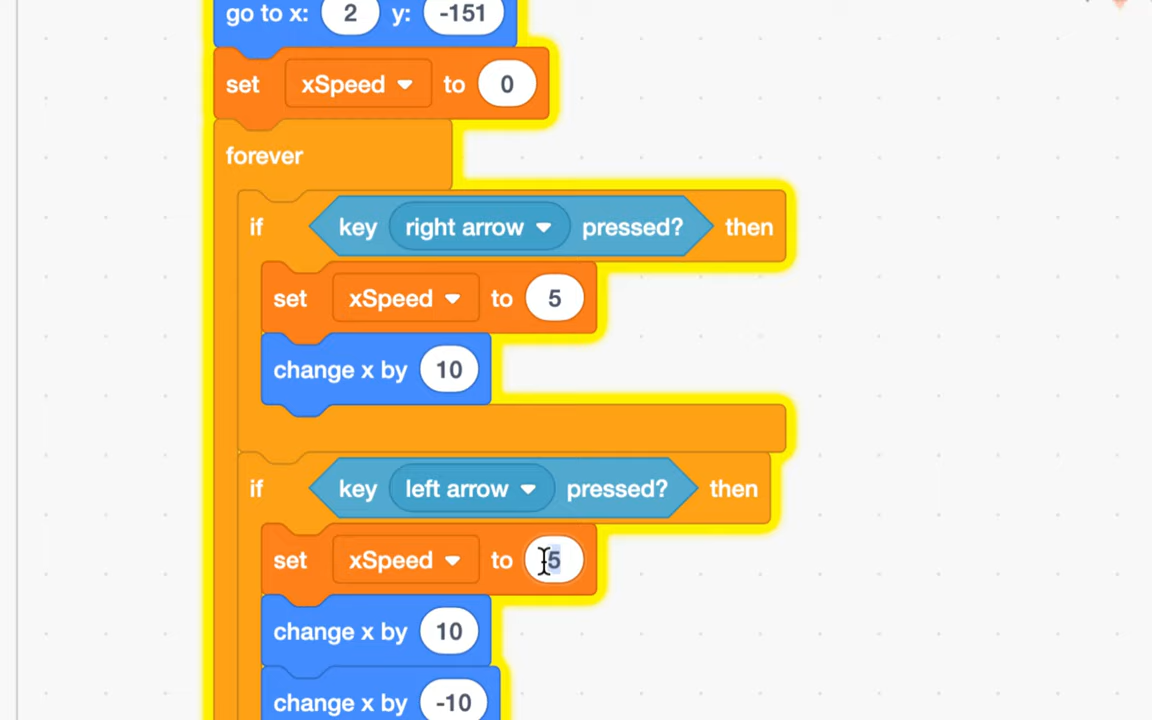 go to x: 2 y: -151
set xSpeed to 0
forever
if key right arrow pressed? then
set xSpeed to 5
change x by 10
if key left arrow pressed? then
set xSpeed to 5
change x by 10
change x by -10